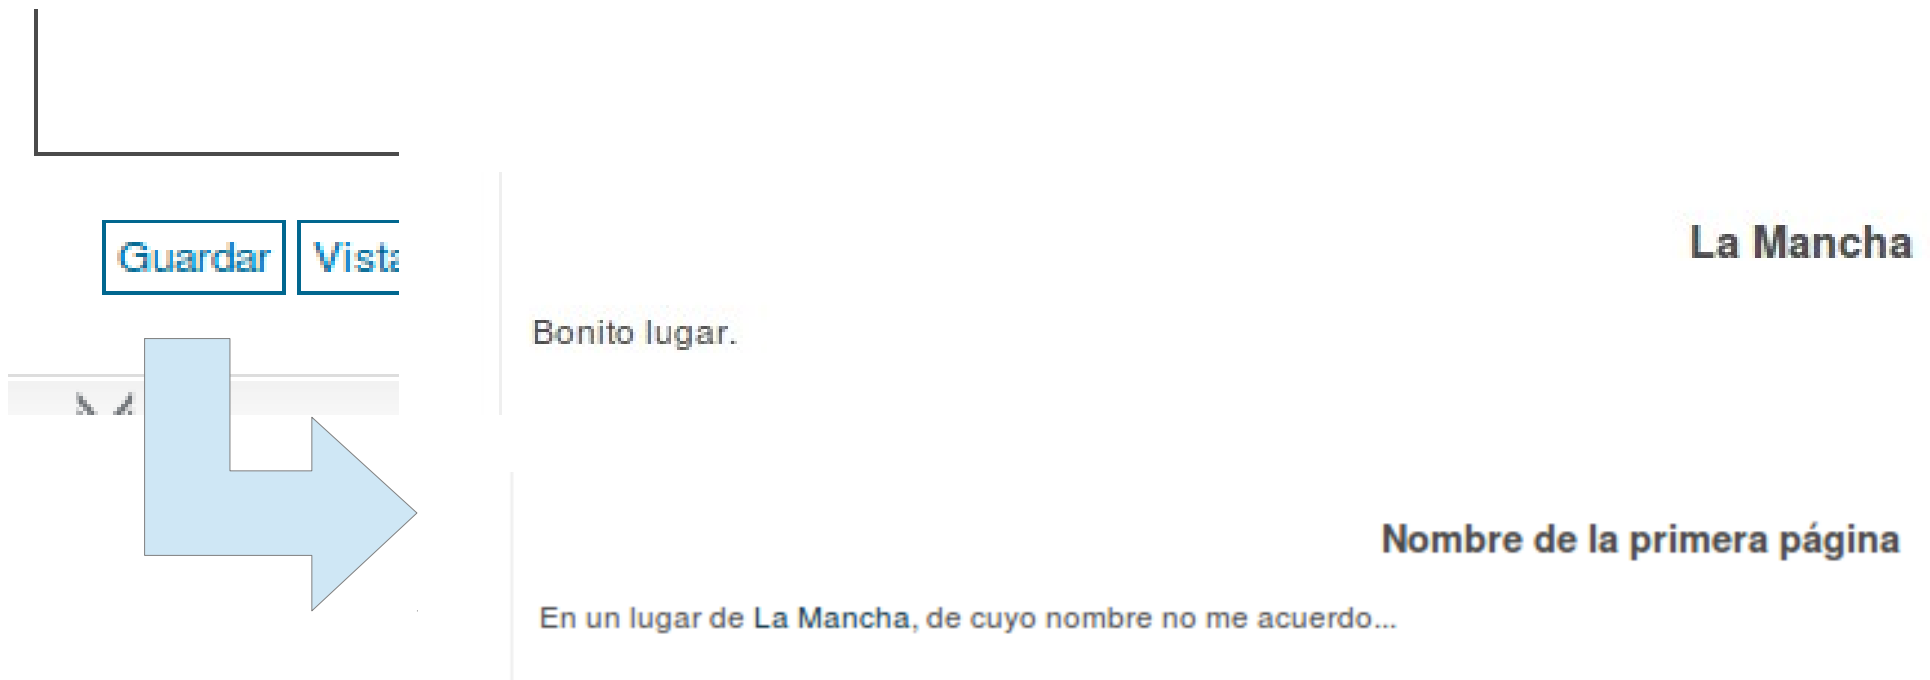 Guardar Vista
La Mancha
Bonito lugar.
Nombre de la primera página
En un lugar de La Mancha, de cuyo nombre no me acuerdo...